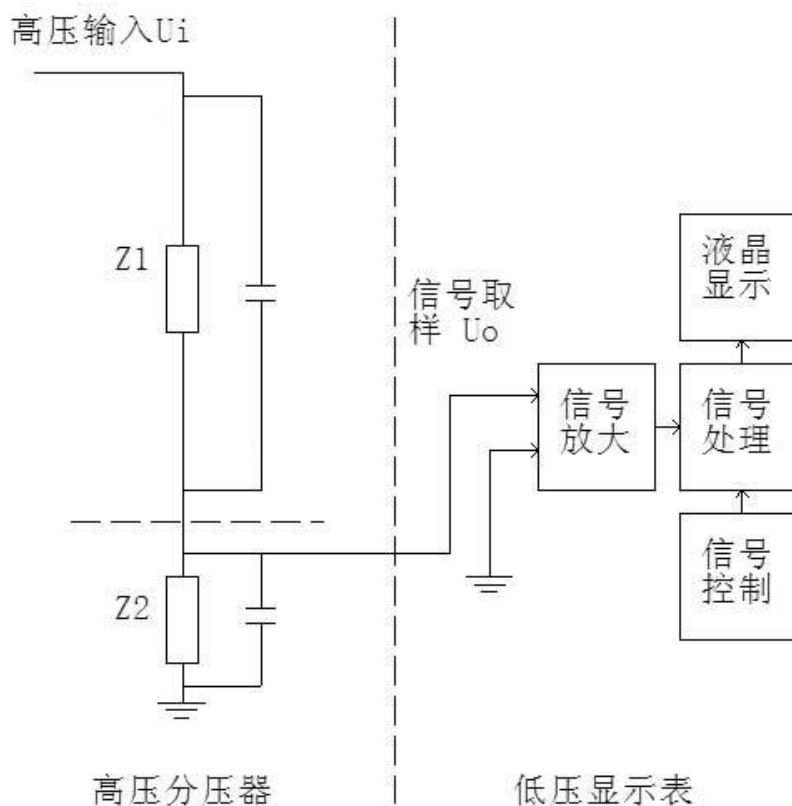 高压输入Ui
Z1
信号取
样 Uo
液晶
显示
信号
放大
信号
处理
信号
控制
Z2
高压分压器
低压显示表